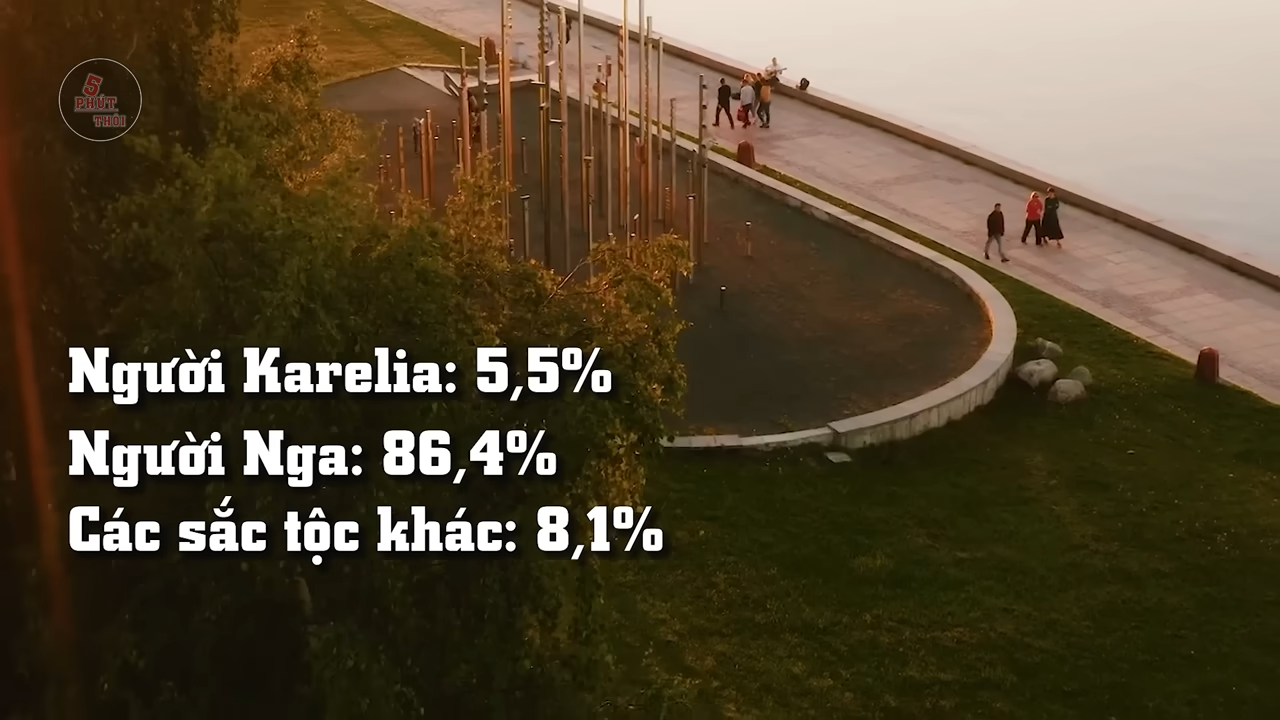 5
PHÚT
THÔI
Người Karelia: 5,5%
Người Nga: 86,4%
Các sắc tộc khác: 8,1%